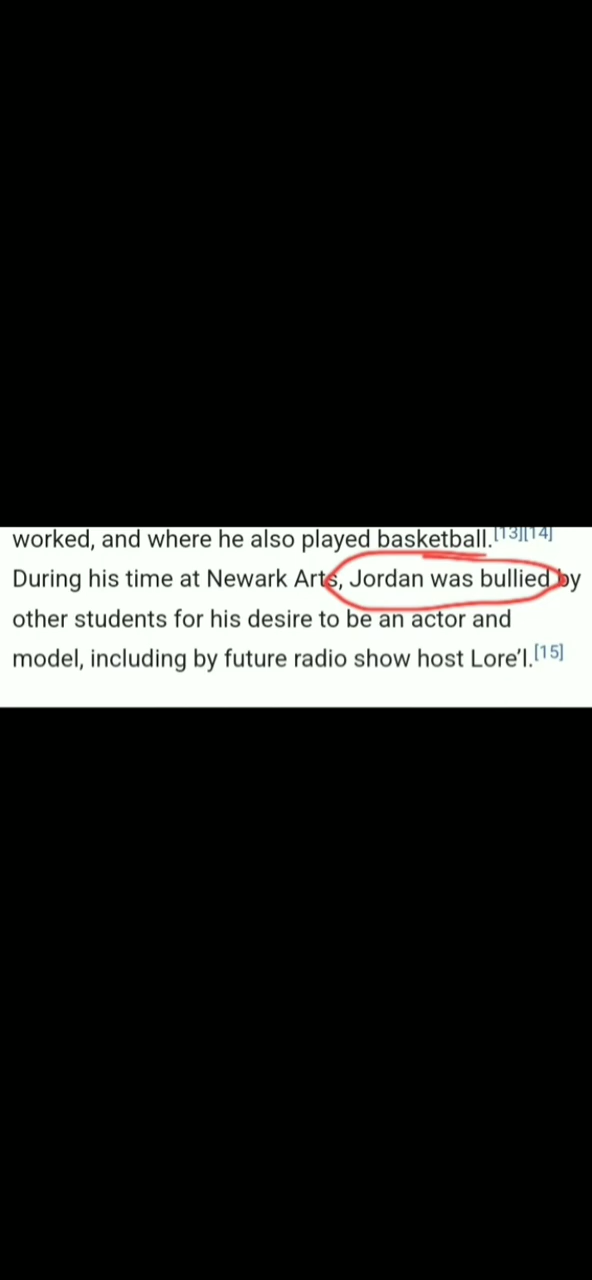 worked, and where he also played basketball.[13][14]
During his time at Newark Arts, Jordan was bullied by
other students for his desire to be an actor and
model, including by future radio show host Lore'l.[15]